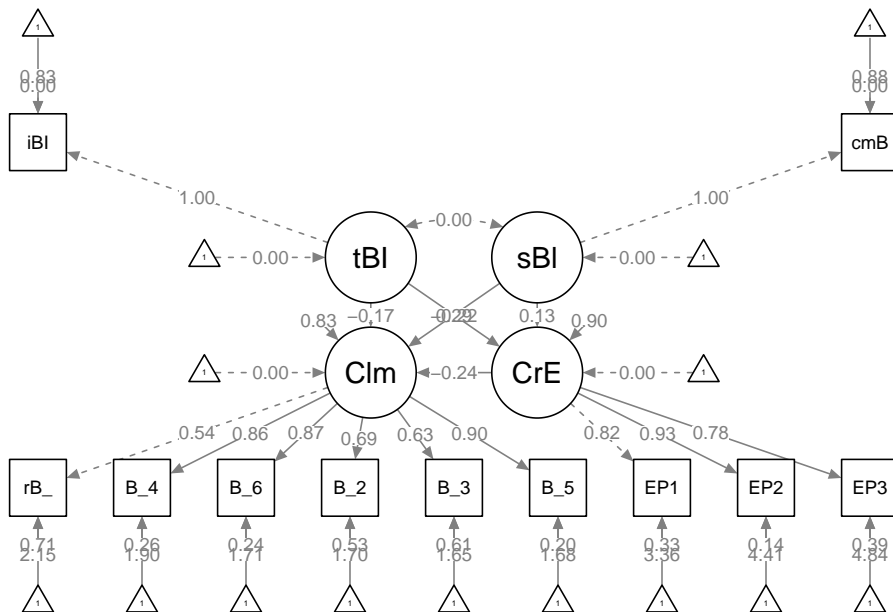 1 1
0.83 0.88
0.00 0.00
iBI cmB
1.00 1.00
−0.00
tBI sBI
1 0.00 0.00 1
0.83 −0.17 −0.22 0.13 0.90
1 0.00 Clm −0.24 CrE 0.00 1
0.54 0.86 0.87 0.69 0.63 0.90 0.82 0.93 0.78
rB_ B_4 B_6 B_2 B_3 B_5 EP1 EP2 EP3
0.71 0.26 0.24 0.53 0.61 0.20 0.33 0.14 0.39
2.15 1.90 1.71 1.70 1.65 1.68 3.36 4.41 4.84
1 1 1 1 1 1 1 1 1